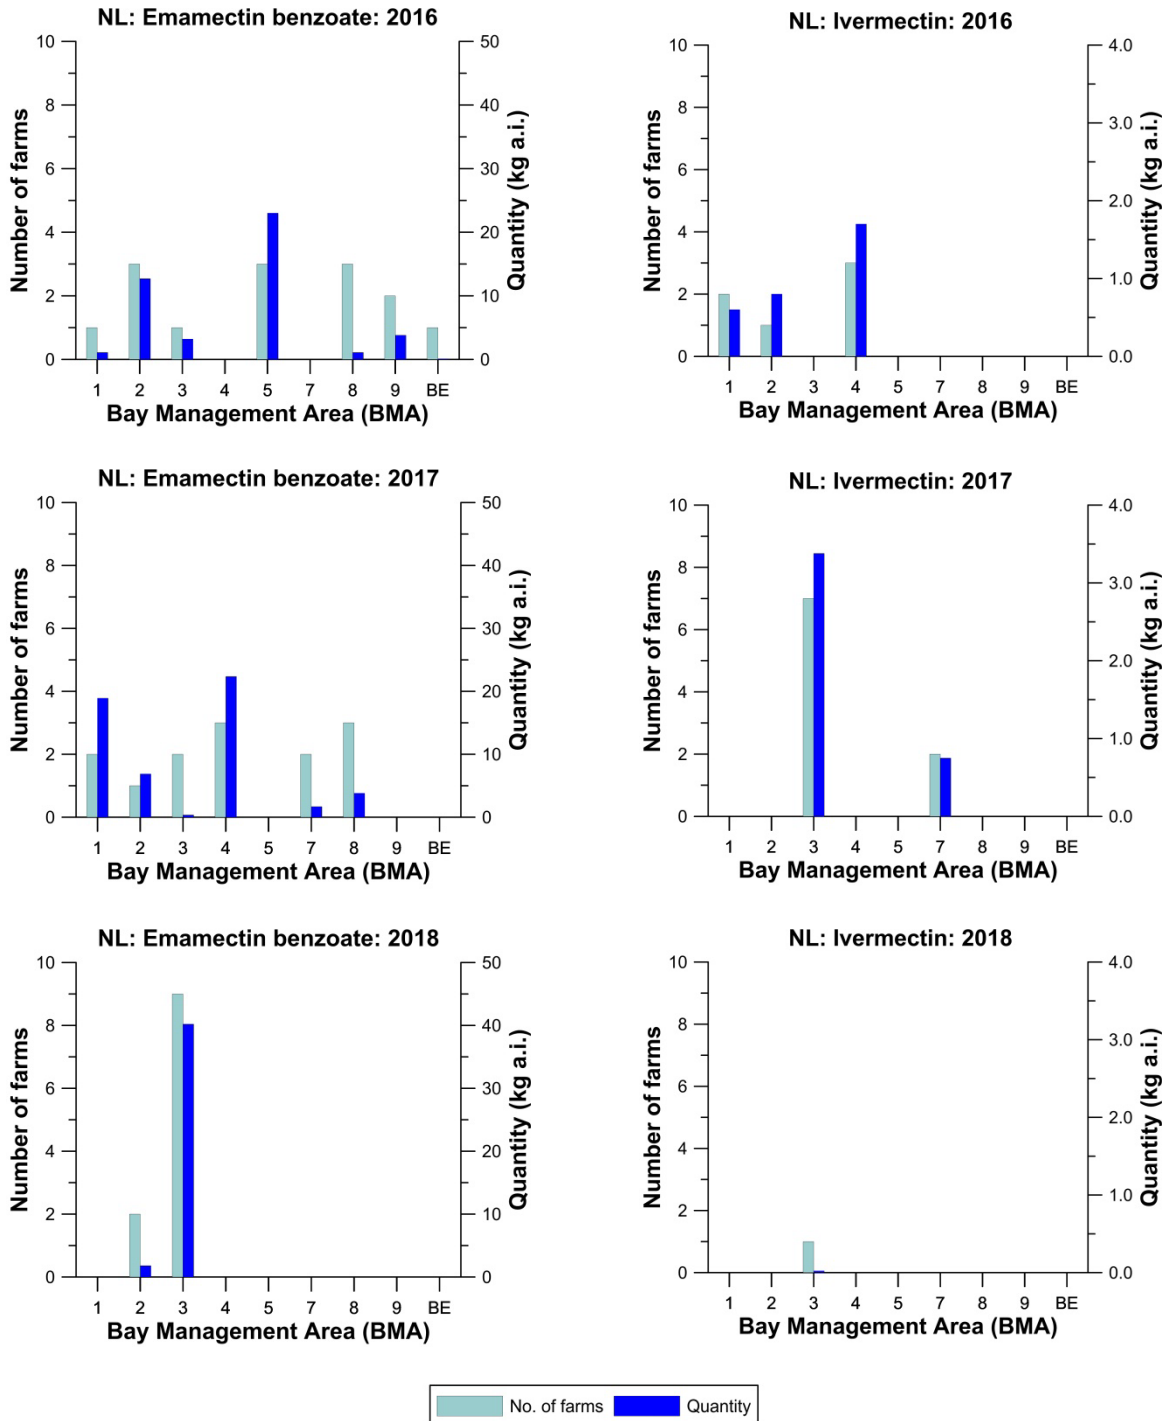 NL: Emamectin benzoate: 2016
10
8
6
4
2
0
Number of farms
50
40
30
20
10
0
Quantity (kg a.i.)
1 2 3 4 5 7 8 9 BE
Bay Management Area (BMA)
NL: Ivermectin: 2016
10
8
6
4
2
0
Number of farms
4.0
3.0
2.0
1.0
0.0
Quantity (kg a.i.)
1 2 3 4 5 7 8 9 BE
Bay Management Area (BMA)
NL: Emamectin benzoate: 2017
10
8
6
4
2
0
Number of farms
50
40
30
20
10
0
Quantity (kg a.i.)
1 2 3 4 5 7 8 9 BE
Bay Management Area (BMA)
NL: Ivermectin: 2017
10
8
6
4
2
0
Number of farms
4.0
3.0
2.0
1.0
0.0
Quantity (kg a.i.)
1 2 3 4 5 7 8 9 BE
Bay Management Area (BMA)
NL: Emamectin benzoate: 2018
10
8
6
4
2
0
Number of farms
50
40
30
20
10
0
Quantity (kg a.i.)
1 2 3 4 5 7 8 9 BE
Bay Management Area (BMA)
NL: Ivermectin: 2018
10
8
6
4
2
0
Number of farms
4.0
3.0
2.0
1.0
0.0
Quantity (kg a.i.)
1 2 3 4 5 7 8 9 BE
Bay Management Area (BMA)
No. of farms Quantity